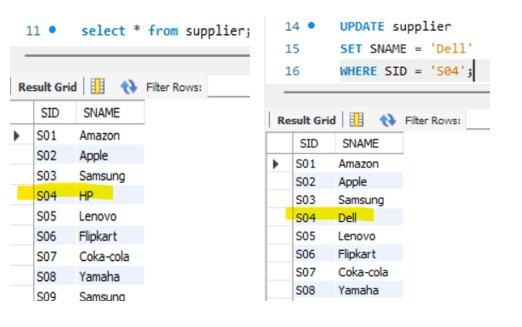 11 select * from supplier;
Result Grid Filter Rows:
SID SNAME
S01 Amazon
S02 Apple
S03 Samsung
S04 HP
S05 Lenovo
S06 Flipkart
S07 Coka-cola
S08 Yamaha
S09 Samsung
14 UPDATE supplier
15 SET SNAME = 'Dell'
16 WHERE SID = 'S04';
Result Grid Filter Rows:
SID SNAME
S01 Amazon
S02 Apple
S03 Samsung
S04 Dell
S05 Lenovo
S06 Flipkart
S07 Coka-cola
S08 Yamaha